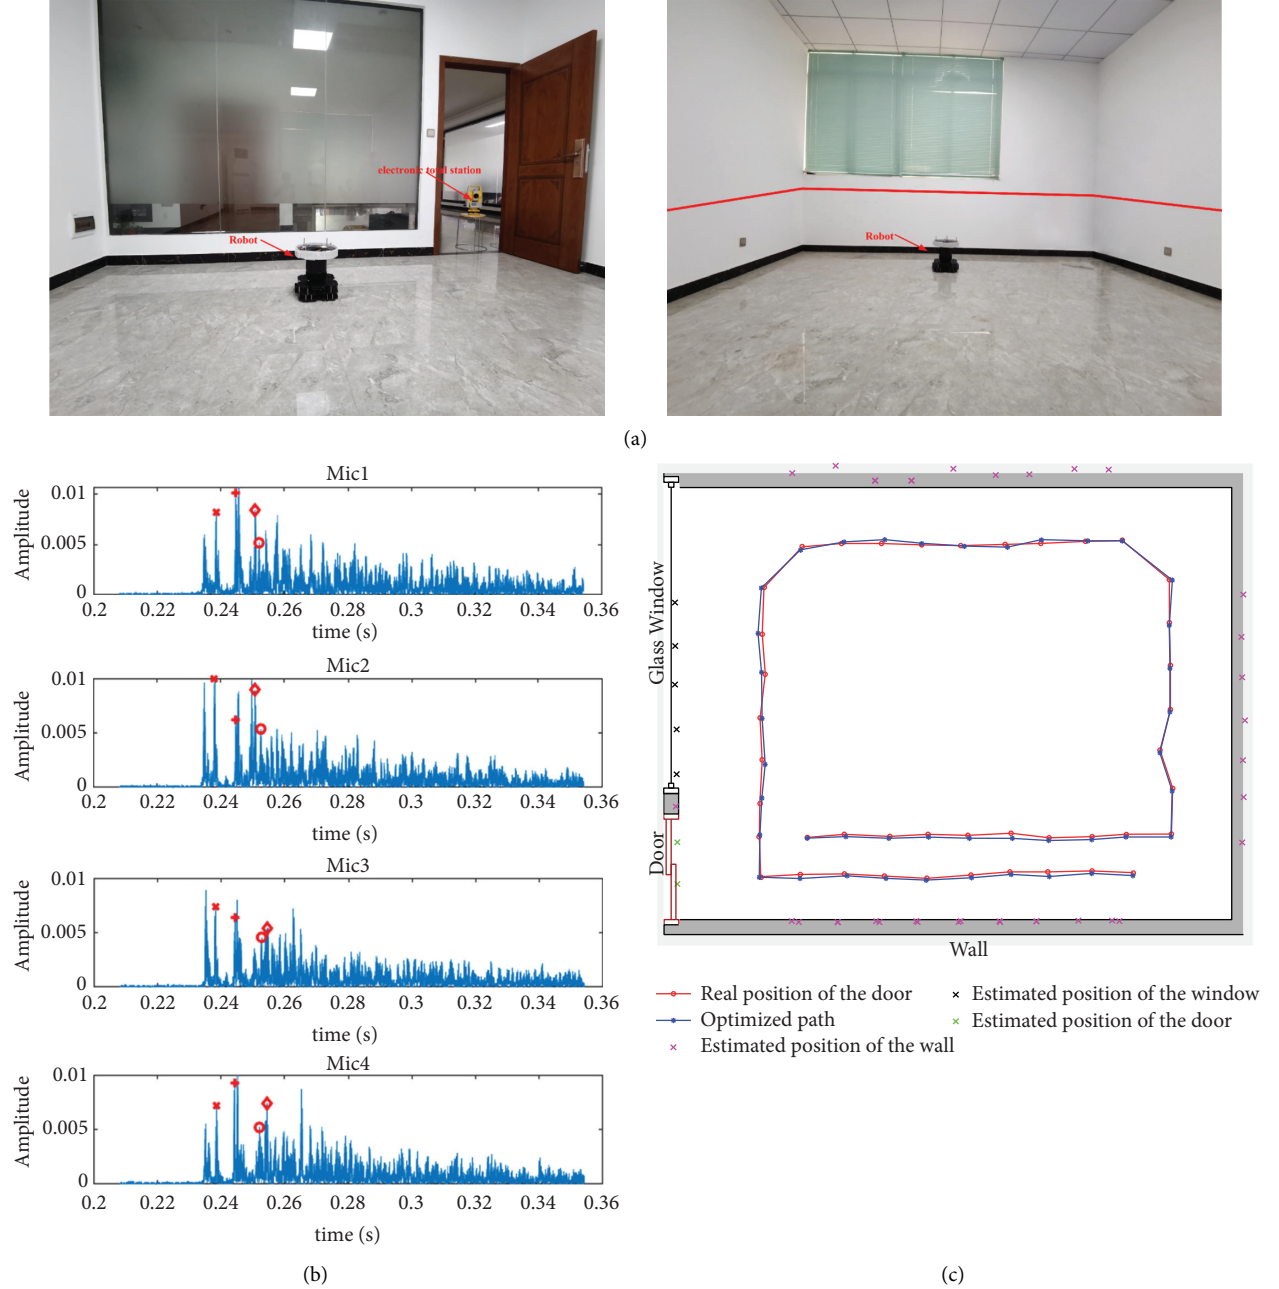 electronic total station
Robot
Robot
(a)
Mic1
0.01
0.005
0
Amplitude
0.2 0.22 0.24 0.26 0.28 0.3 0.32 0.34 0.36
time (s)
Mic2
0.01
0.005
0
Amplitude
0.2 0.22 0.24 0.26 0.28 0.3 0.32 0.34 0.36
time (s)
Mic3
0.01
0.005
0
Amplitude
0.2 0.22 0.24 0.26 0.28 0.3 0.32 0.34 0.36
time (s)
Mic4
0.01
0.005
0
Amplitude
0.2 0.22 0.24 0.26 0.28 0.3 0.32 0.34 0.36
time (s)
(b)
Glass Window
Door
Wall
Real position of the door
Optimized path
Estimated position of the wall
Estimated position of the window
Estimated position of the door
(c)